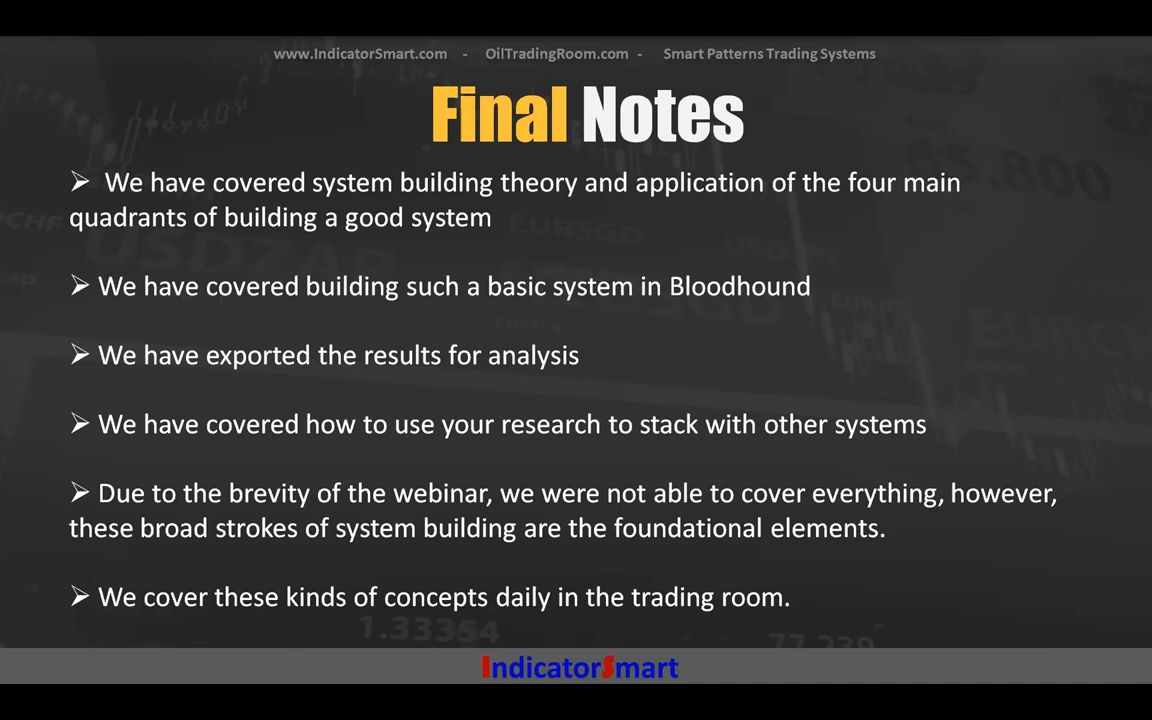 www.IndicatorSmart.com - OilTradingRoom.com - Smart Patterns Trading Systems
Final Notes
➢ We have covered system building theory and application of the four main
quadrants of building a good system
➢ We have covered building such a basic system in Bloodhound
➢ We have exported the results for analysis
➢ We have covered how to use your research to stack with other systems
➢ Due to the brevity of the webinar, we were not able to cover everything, however,
these broad strokes of system building are the foundational elements.
➢ We cover these kinds of concepts daily in the trading room.
1.33354
77.239
IndicatorSmart